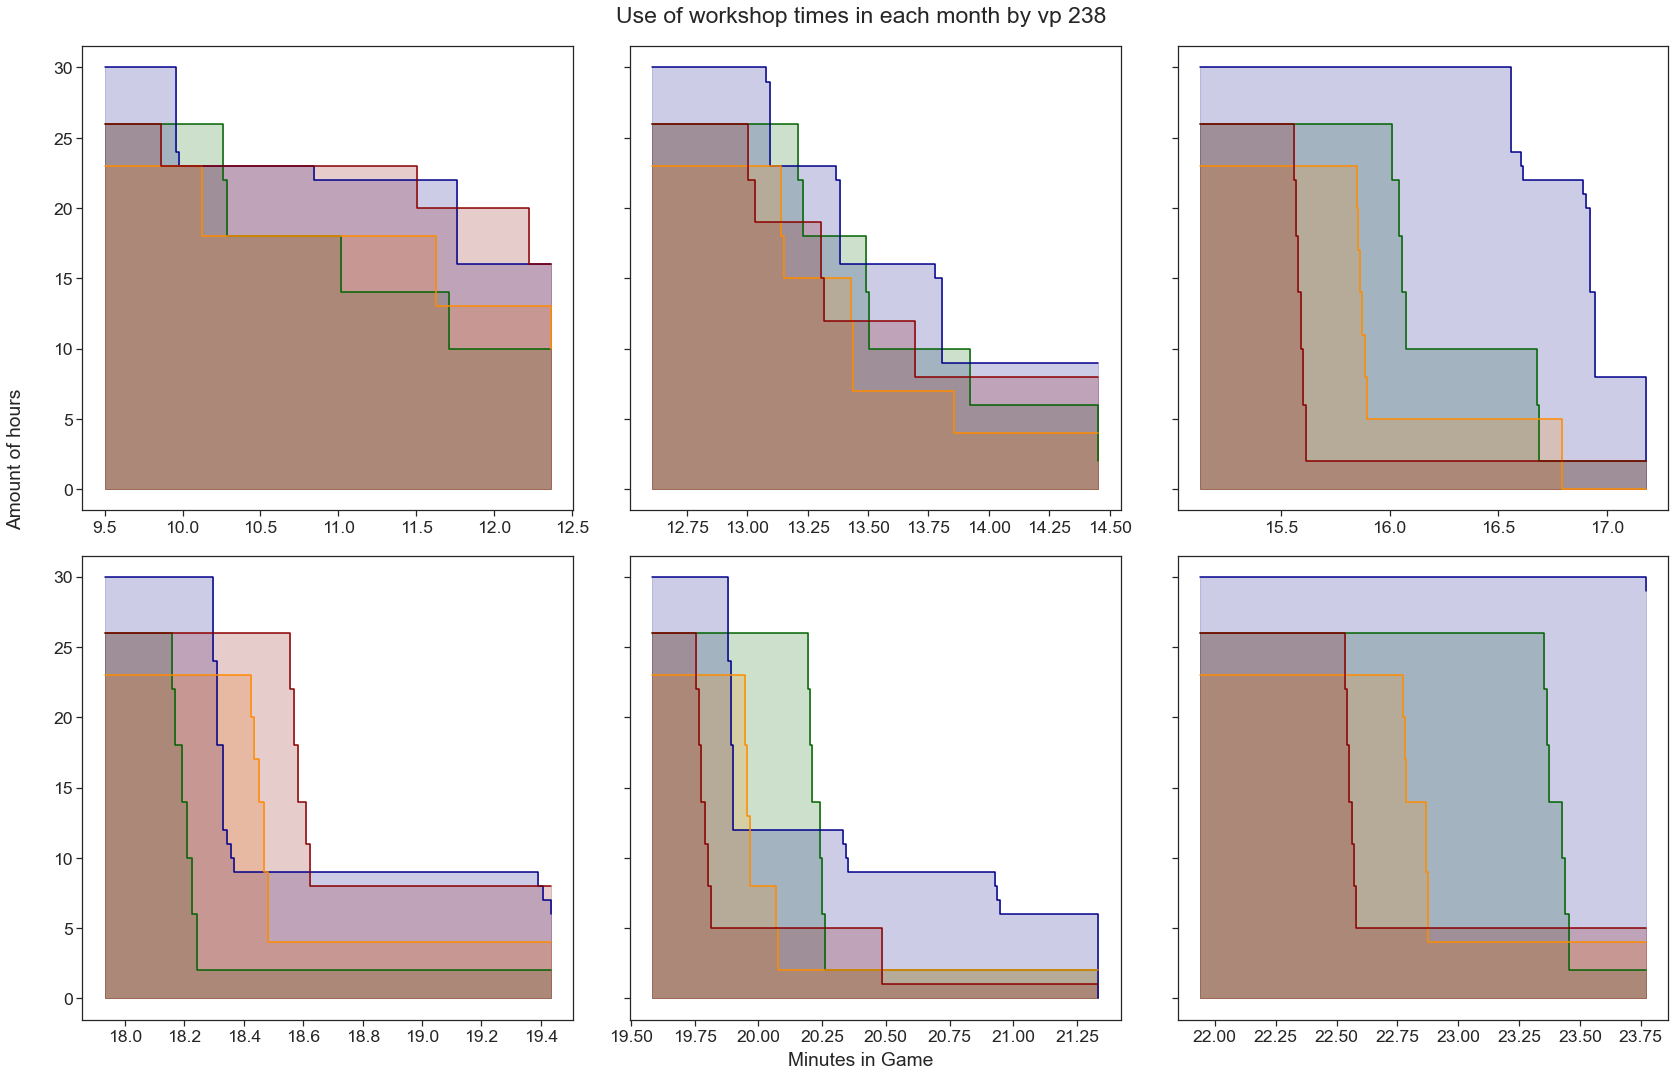 Use of workshop times in each month by vp 238
Amount of hours
30
25
20
15
10
5
0
9.5 10.0 10.5 11.0 11.5 12.0 12.5
12.75 13.00 13.25 13.50 13.75 14.00 14.25 14.50
15.5 16.0 16.5 17.0
30
25
20
15
10
5
0
18.0 18.2 18.4 18.6 18.8 19.0 19.2 19.4
19.50 19.75 20.00 20.25 20.50 20.75 21.00 21.25
22.00 22.25 22.50 22.75 23.00 23.25 23.50 23.75
Minutes in Game